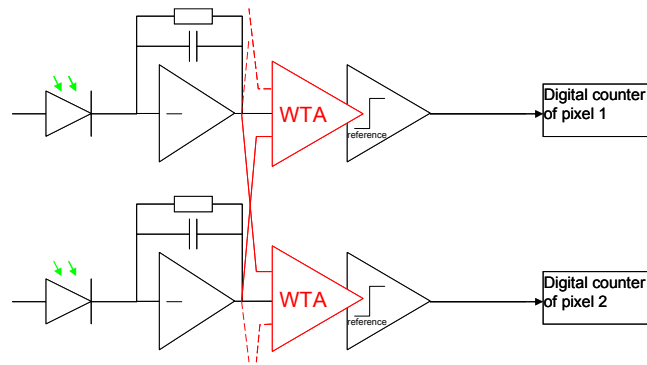 WTA
reference
Digital counter
of pixel 1
WTA
reference
Digital counter
of pixel 2